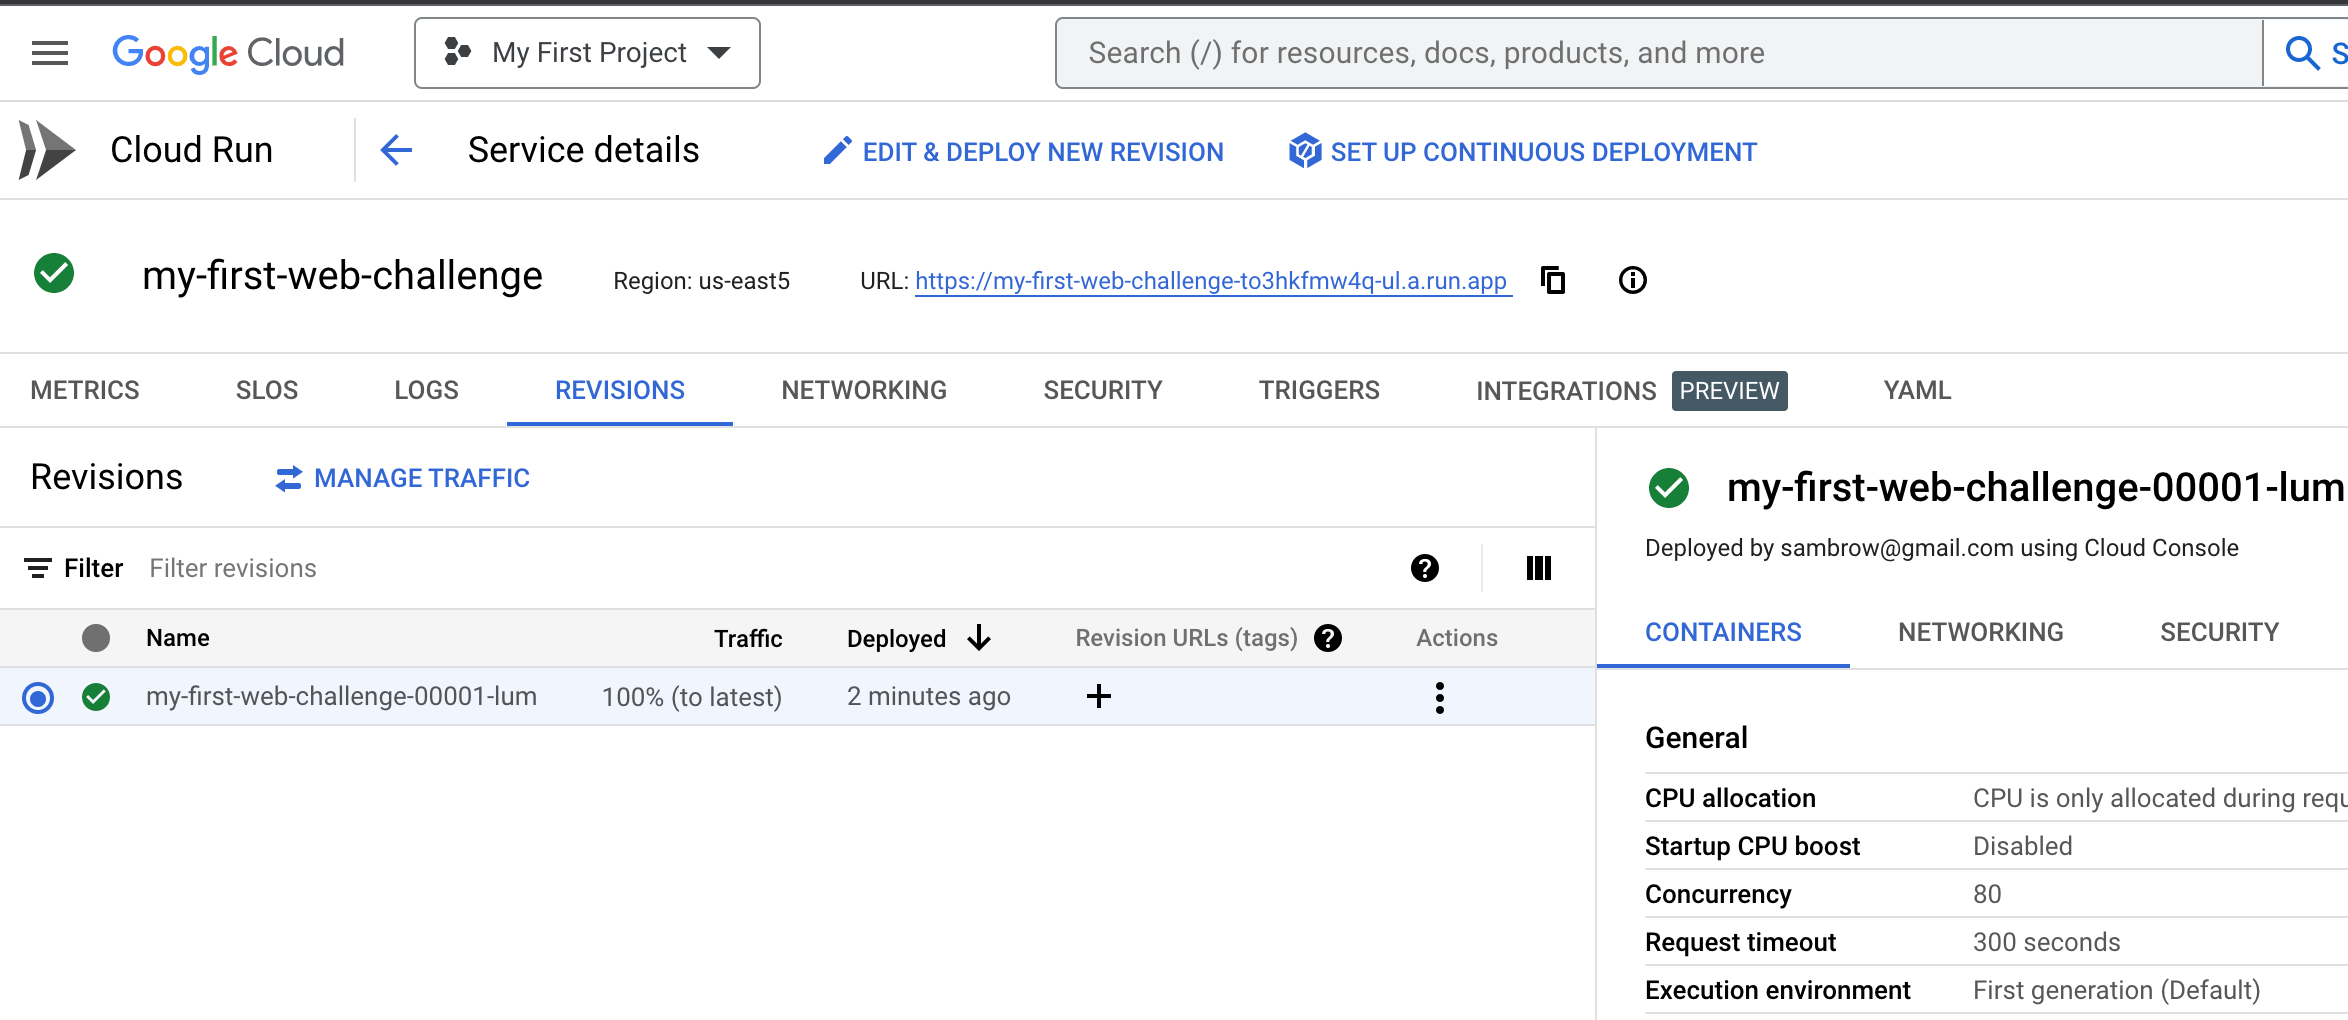 Google Cloud My First Project Search (/) for resources, docs, products, and more S
Cloud Run Service details EDIT & DEPLOY NEW REVISION SET UP CONTINUOUS DEPLOYMENT
my-first-web-challenge Region: us-east5 URL: https://my-first-web-challenge-to3hkfmw4q-ul.a.run.app
METRICS SLOS LOGS REVISIONS NETWORKING SECURITY TRIGGERS INTEGRATIONS PREVIEW YAML
Revisions MANAGE TRAFFIC
Filter Filter revisions
Name Traffic Deployed Revision URLs (tags) Actions
my-first-web-challenge-00001-lum 100% (to latest) 2 minutes ago
my-first-web-challenge-00001-lum
Deployed by sambrow@gmail.com using Cloud Console
CONTAINERS NETWORKING SECURITY
General
CPU allocation CPU is only allocated during requ
Startup CPU boost Disabled
Concurrency 80
Request timeout 300 seconds
Execution environment First generation (Default)